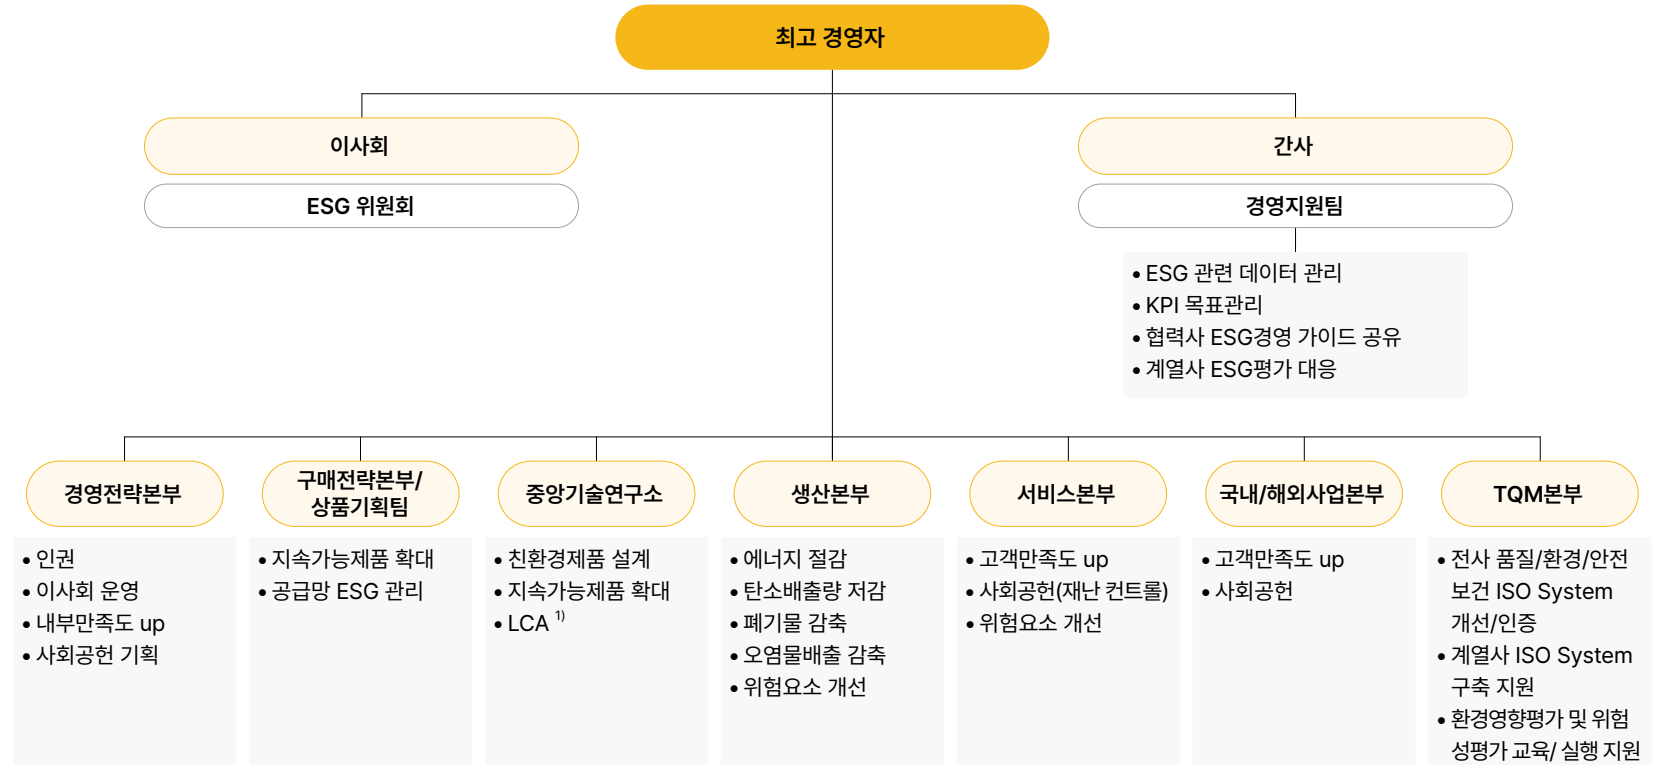 최고 경영자
이사회
ESG 위원회
간사
경영지원팀
• ESG 관련 데이터 관리
• KPI 목표관리
• 협력사 ESG경영 가이드 공유
• 계열사 ESG평가 대응
경영전략본부
• 인권
• 이사회 운영
• 내부만족도 up
• 사회공헌 기획
구매전략본부/
상품기획팀
• 지속가능제품 확대
• 공급망 ESG 관리
중앙기술연구소
• 친환경제품 설계
• 지속가능제품 확대
• LCA 1)
생산본부
• 에너지 절감
• 탄소배출량 저감
• 폐기물 감축
• 오염물배출 감축
• 위험요소 개선
서비스본부
• 고객만족도 up
• 사회공헌(재난 컨트롤)
• 위험요소 개선
국내/해외사업본부
• 고객만족도 up
• 사회공헌
TQM본부
• 전사 품질/환경/안전
보건 ISO System
개선/인증
• 계열사 ISO System
구축 지원
• 환경영향평가 및 위험
성평가 교육/ 실행 지원